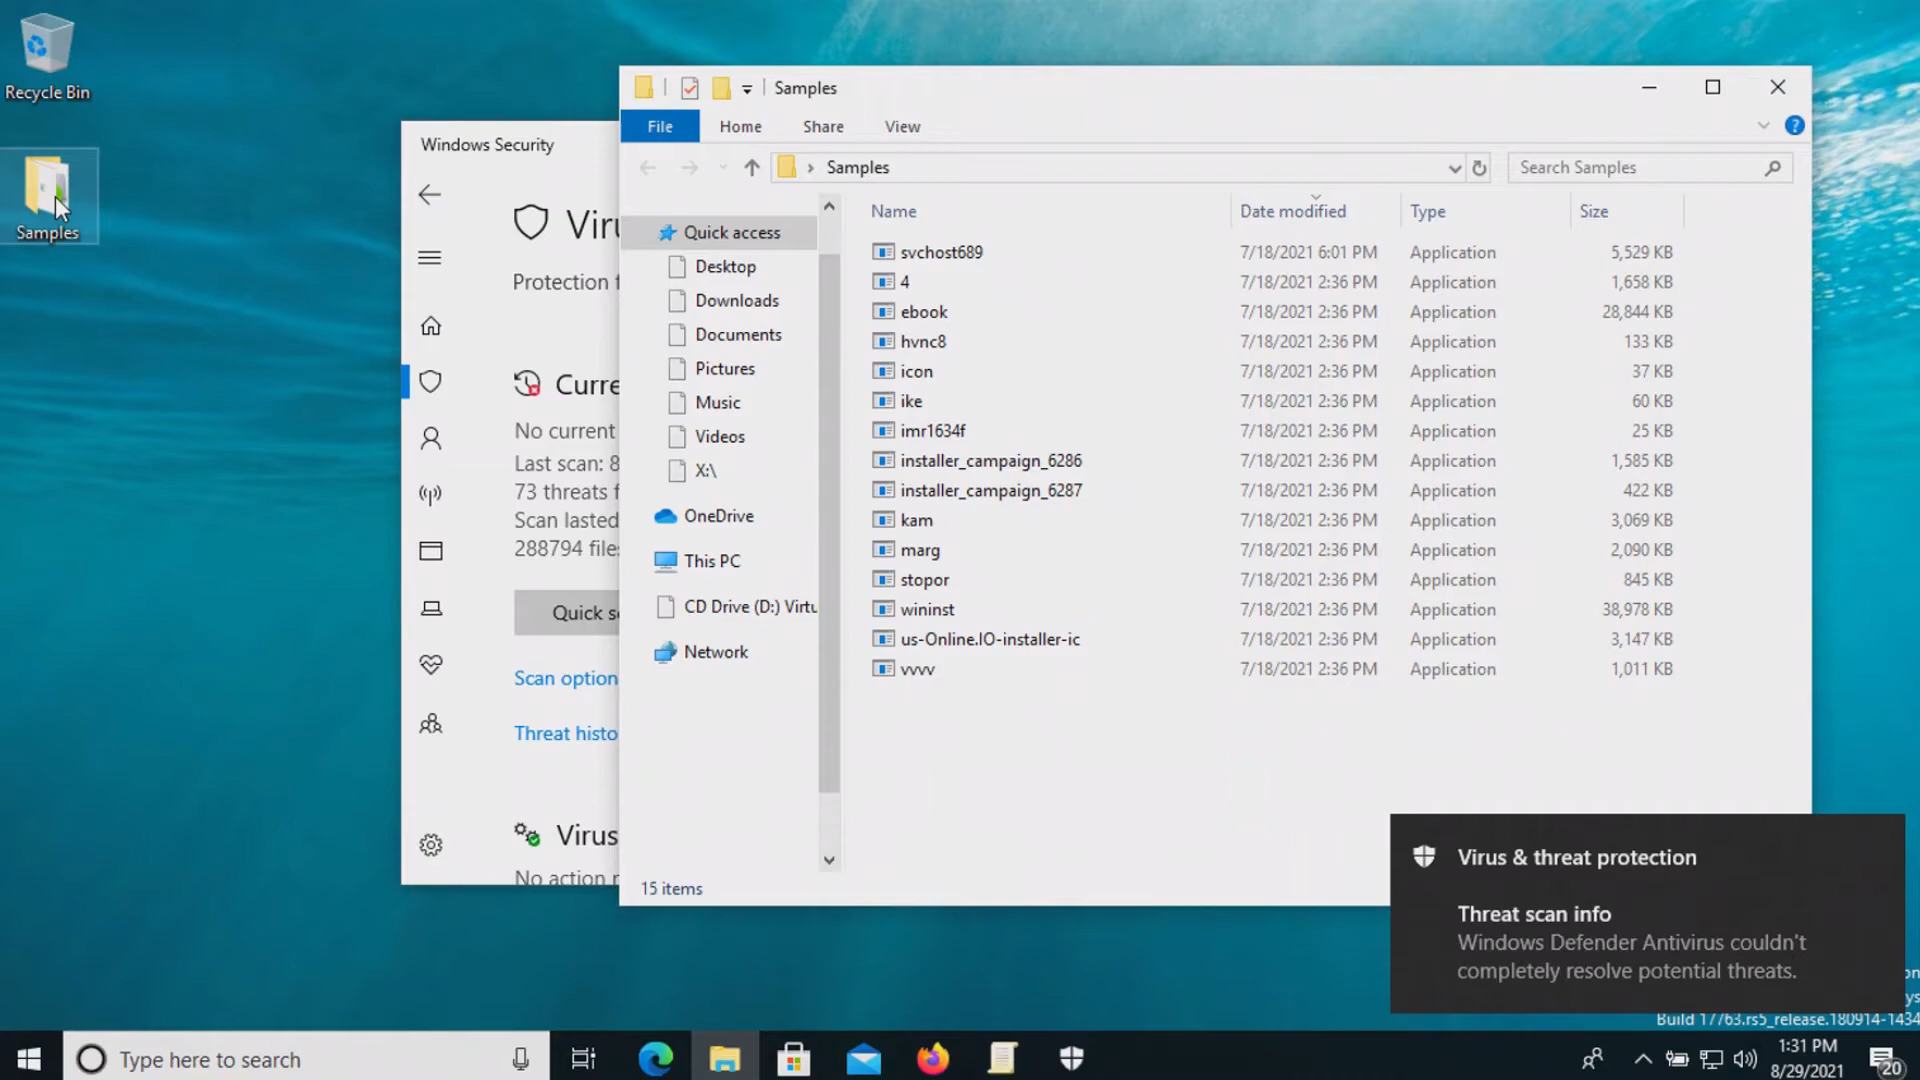 Recycle Bin
Samples
Windows Security
Viru
Protection f
Curre
No current
Last scan: 8
73 threats f
Scan lasted
288794 file
Quick s
Scan option
Threat histo
Virus
No action
Samples
File Home Share View
Samples
Search Samples
Quick access
Desktop
Downloads
Documents
Pictures
Music
Videos
X:\
OneDrive
This PC
CD Drive (D:) Virtu
Network
Name Date modified Type Size
svchost689 7/18/2021 6:01 PM Application 5,529 KB
4 7/18/2021 2:36 PM Application 1,658 KB
ebook 7/18/2021 2:36 PM Application 28,844 KB
hvnc8 7/18/2021 2:36 PM Application 133 KB
icon 7/18/2021 2:36 PM Application 37 KB
ike 7/18/2021 2:36 PM Application 60 KB
imr1634f 7/18/2021 2:36 PM Application 25 KB
installer_campaign_6286 7/18/2021 2:36 PM Application 1,585 KB
installer_campaign_6287 7/18/2021 2:36 PM Application 422 KB
kam 7/18/2021 2:36 PM Application 3,069 KB
marg 7/18/2021 2:36 PM Application 2,090 KB
stopor 7/18/2021 2:36 PM Application 845 KB
wininst 7/18/2021 2:36 PM Application 38,978 KB
us-Online.IO-installer-ic 7/18/2021 2:36 PM Application 3,147 KB
vvvv 7/18/2021 2:36 PM Application 1,011 KB
15 items
Virus & threat protection
Threat scan info
Windows Defender Antivirus couldn't
completely resolve potential threats.
on
ys
Build 17763.rs5_release.180914-1434
Type here to search
1:31 PM
8/29/2021
20